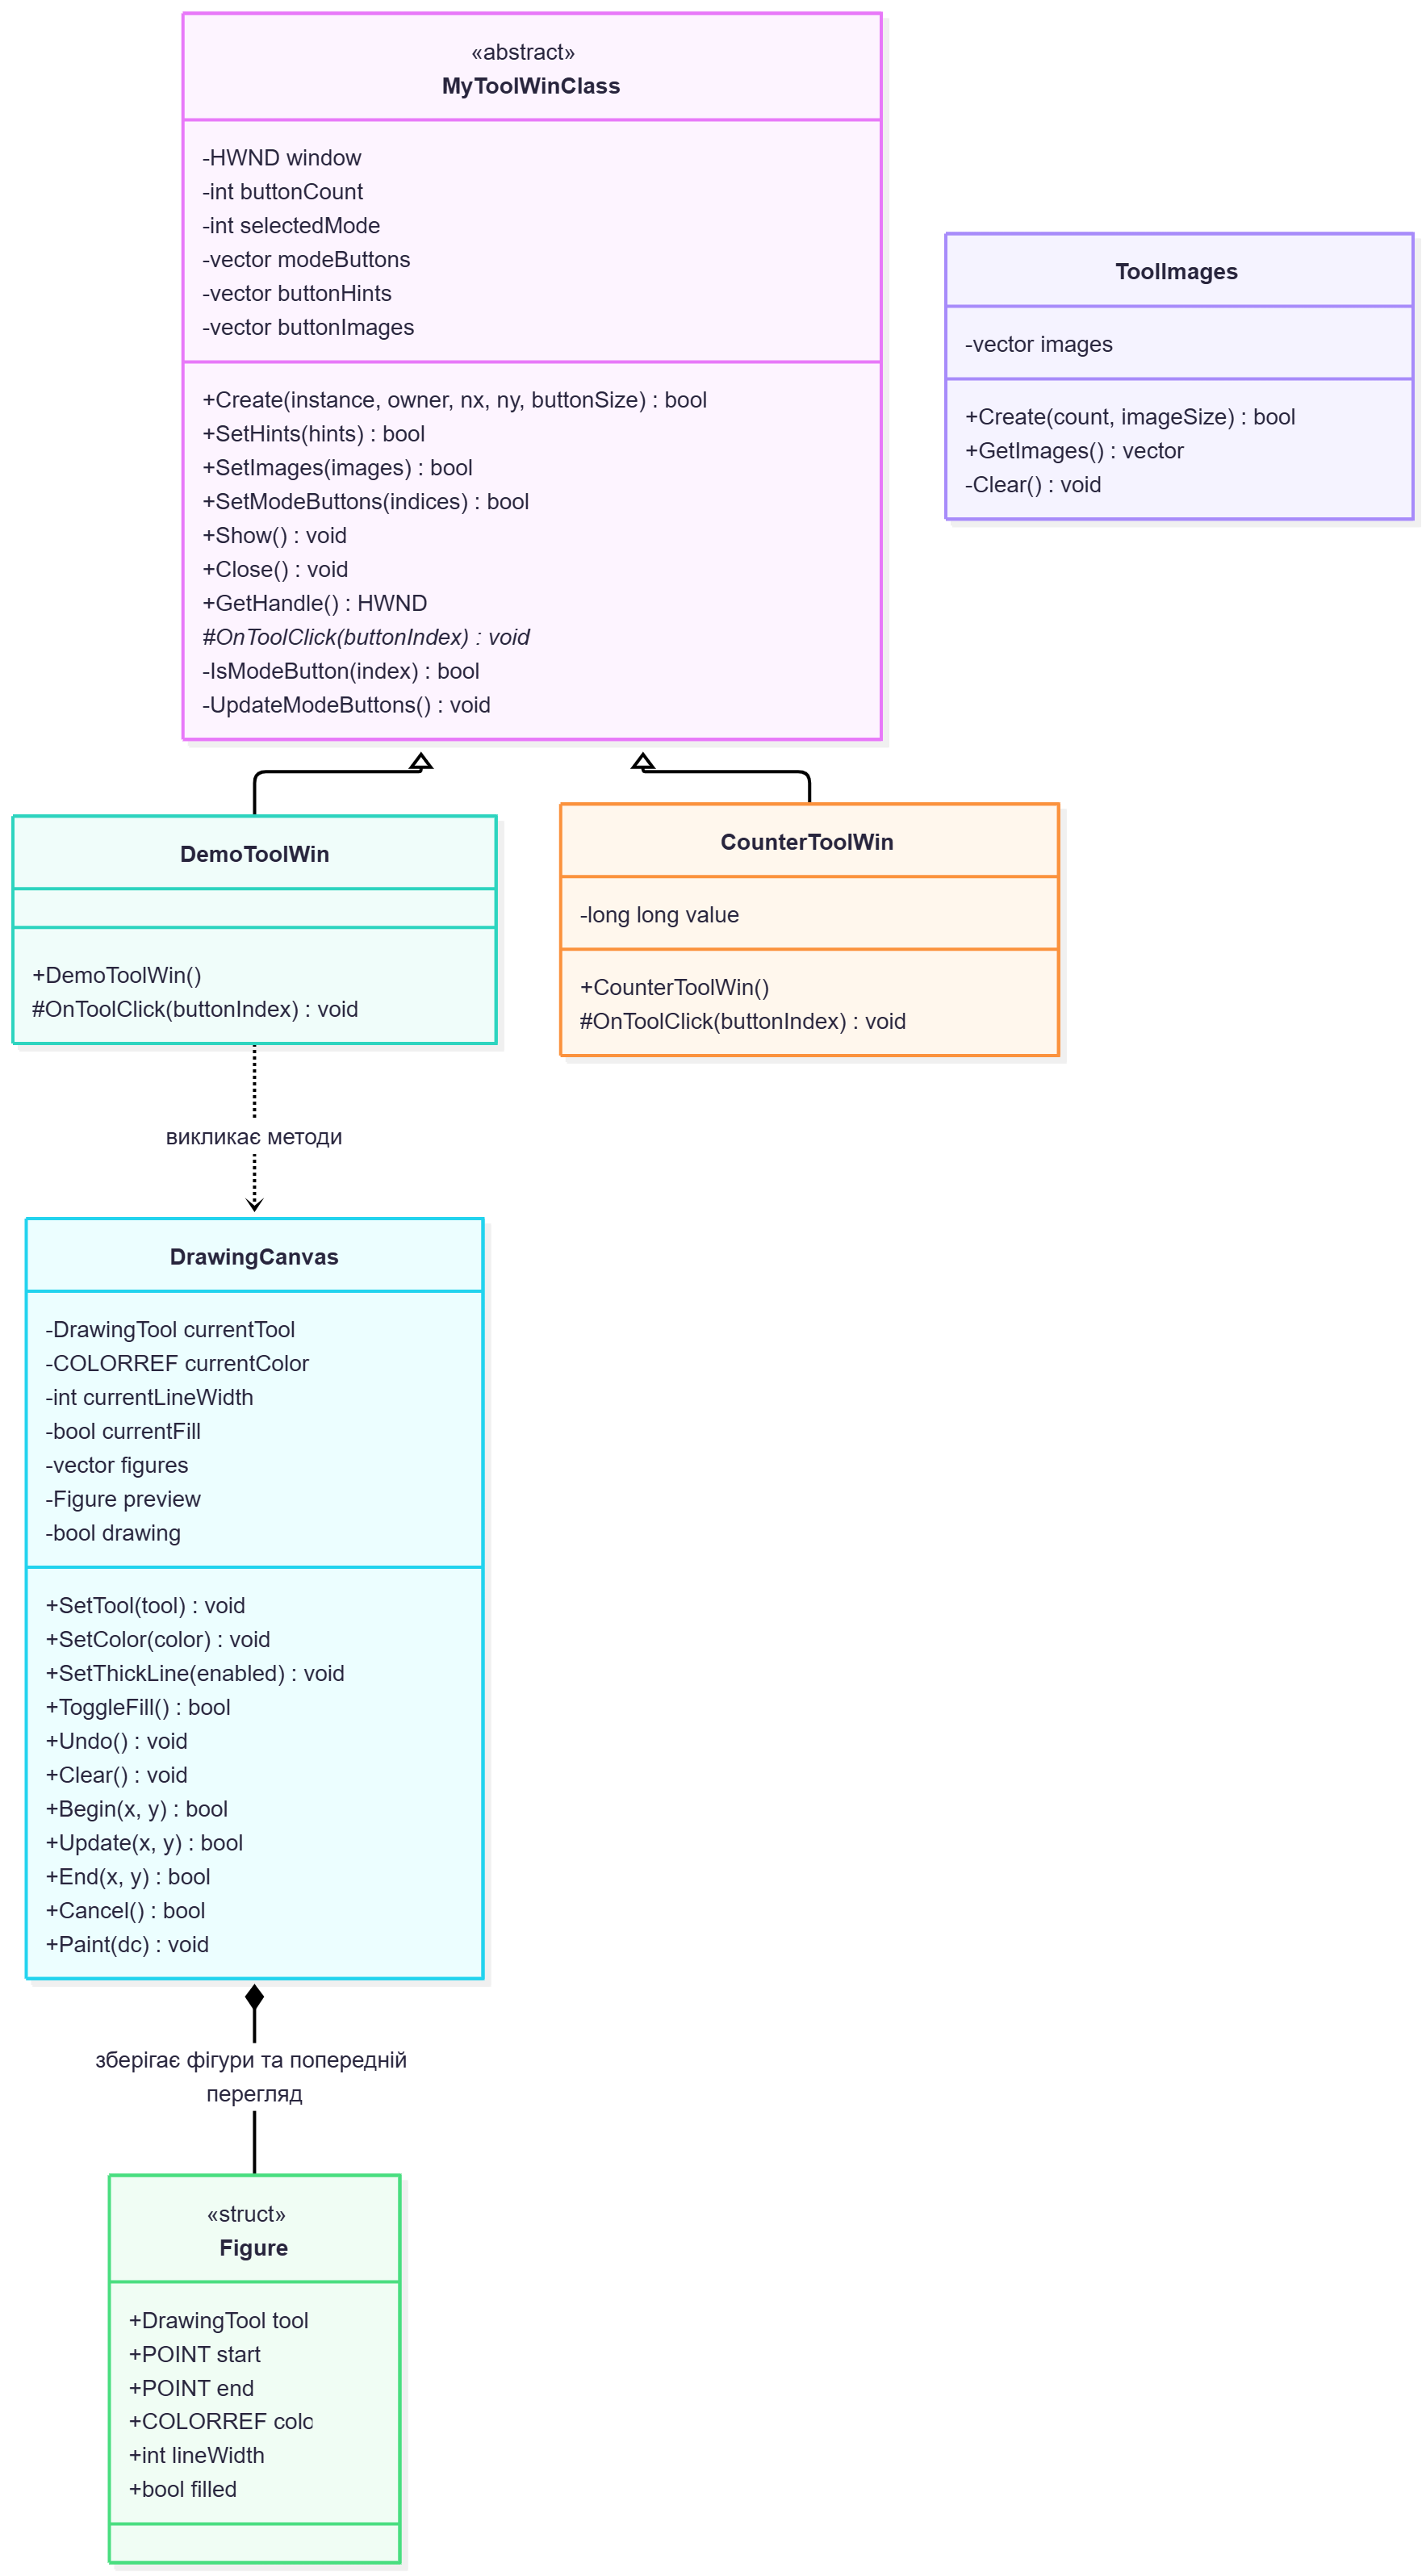 «abstract»
MyToolWinClass
-HWND window
-int buttonCount
-int selectedMode
-vector modeButtons
-vector buttonHints
-vector buttonImages
+Create(instance, owner, nx, ny, buttonSize) : bool
+SetHints(hints) : bool
+SetImages(images) : bool
+SetModeButtons(indices) : bool
+Show() : void
+Close() : void
+GetHandle() : HWND
#OnToolClick(buttonIndex) : void
-IsModeButton(index) : bool
-UpdateModeButtons() : void
ToolImages
-vector images
+Create(count, imageSize) : bool
+GetImages() : vector
-Clear() : void
DemoToolWin
+DemoToolWin()
#OnToolClick(buttonIndex) : void
CounterToolWin
-long long value
+CounterToolWin()
#OnToolClick(buttonIndex) : void
викликає методи
DrawingCanvas
-DrawingTool currentTool
-COLORREF currentColor
-int currentLineWidth
-bool currentFill
-vector figures
-Figure preview
-bool drawing
+SetTool(tool) : void
+SetColor(color) : void
+SetThickLine(enabled) : void
+ToggleFill() : bool
+Undo() : void
+Clear() : void
+Begin(x, y) : bool
+Update(x, y) : bool
+End(x, y) : bool
+Cancel() : bool
+Paint(dc) : void
зберігає фігури та попередній
перегляд
«struct»
Figure
+DrawingTool tool
+POINT start
+POINT end
+COLORREF colo
+int lineWidth
+bool filled